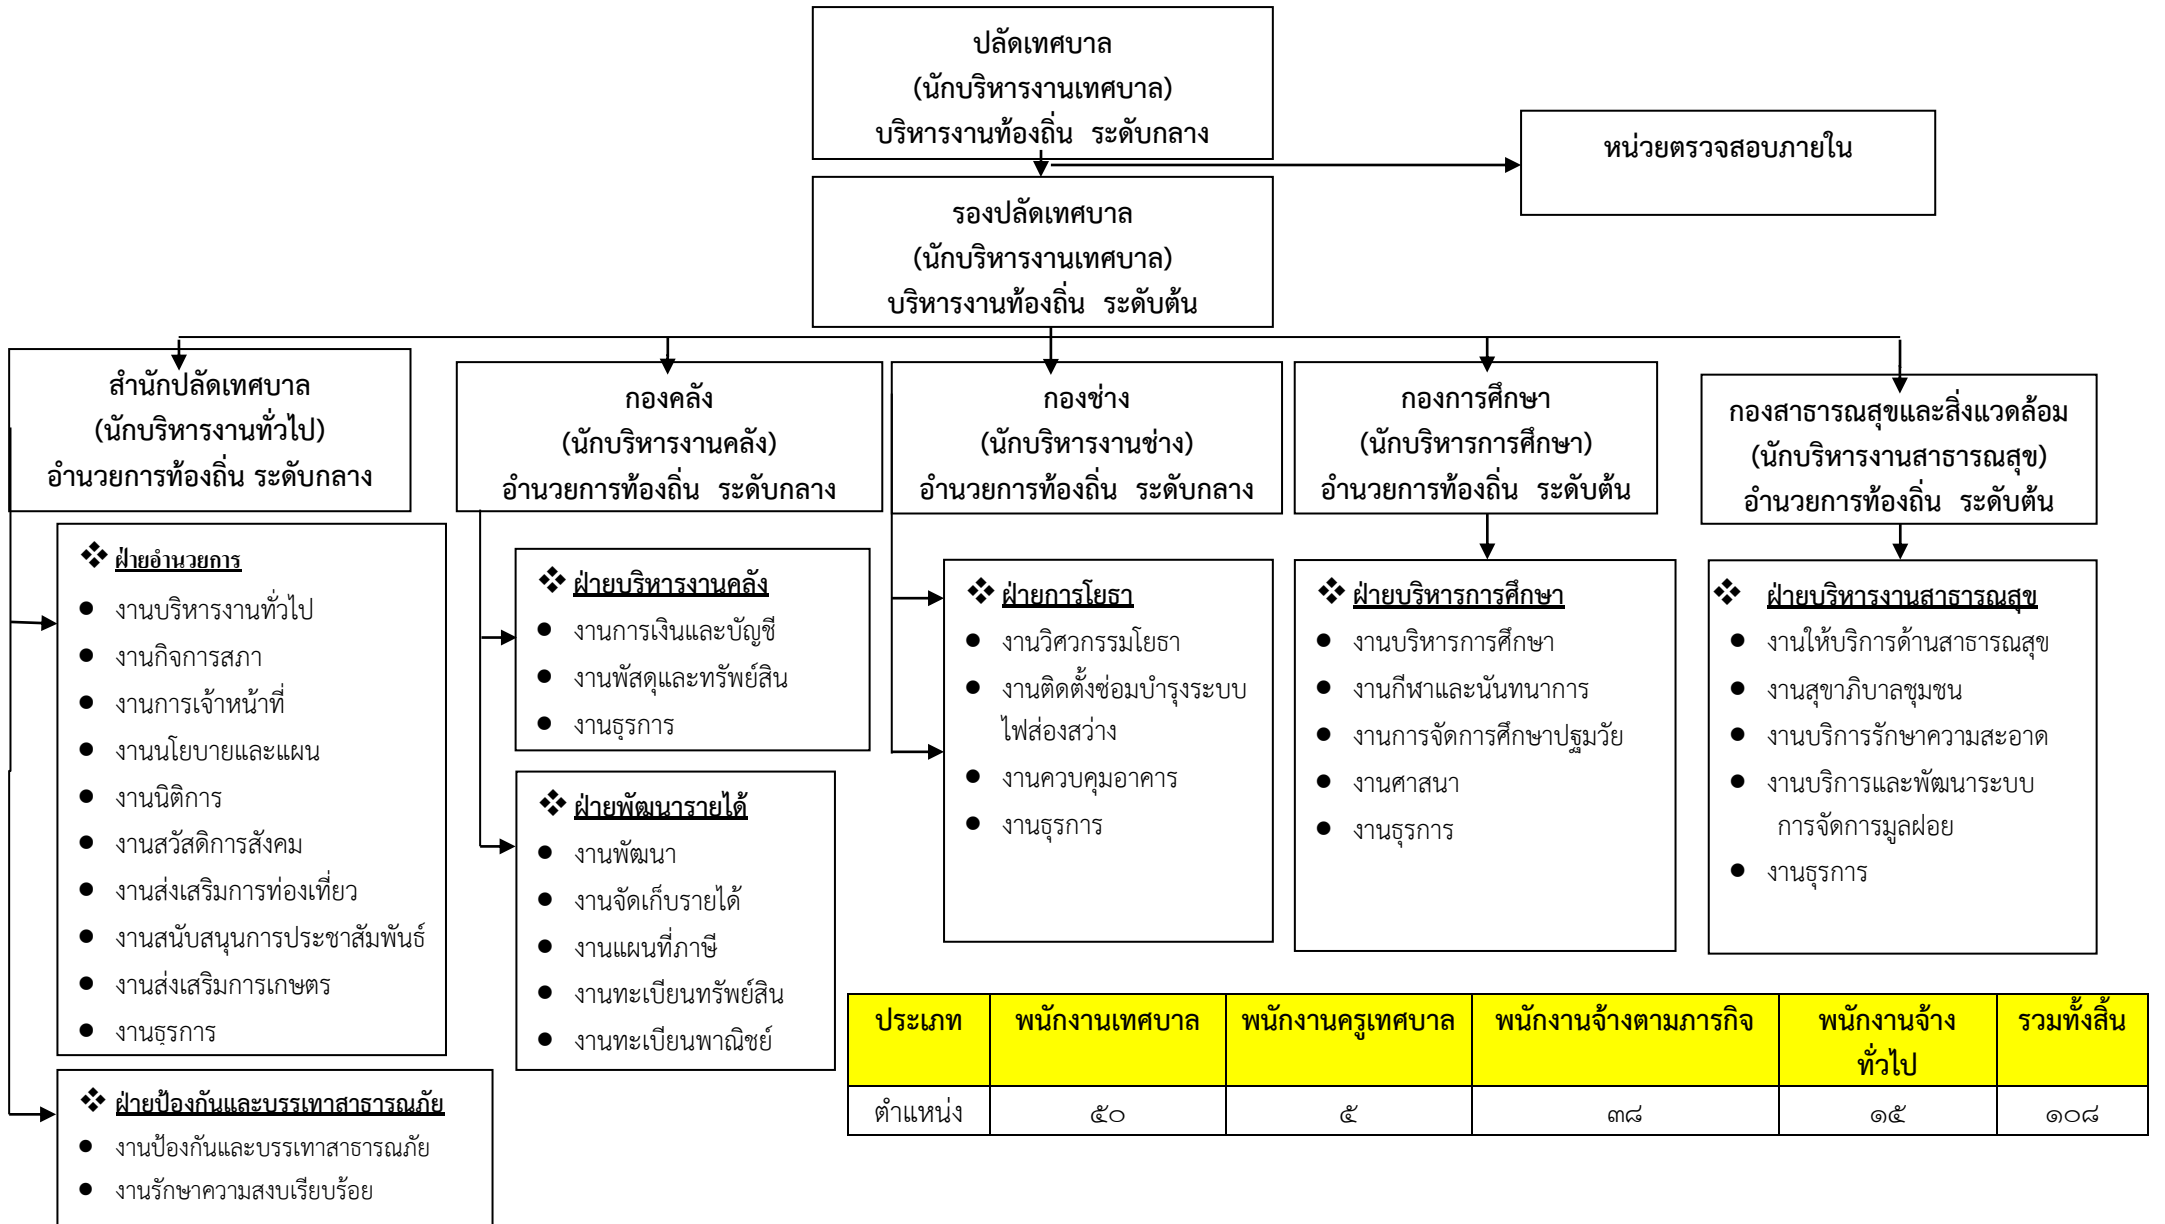 ปลัดเทศบาล
(นักบริหารงานเทศบาล)
บริหารงานท้องถิ่น ระดับกลาง
หน่วยตรวจสอบภายใน
รองปลัดเทศบาล
(นักบริหารงานเทศบาล)
บริหารงานท้องถิ่น ระดับต้น
สำนักปลัดเทศบาล
(นักบริหารงานทั่วไป)
อำนวยการท้องถิ่น ระดับกลาง
❖ ฝ่ายอำนวยการ
● งานบริหารงานทั่วไป
● งานกิจการสภา
● งานการเจ้าหน้าที่
● งานนโยบายและแผน
● งานนิติการ
● งานสวัสดิการสังคม
● งานส่งเสริมการท่องเที่ยว
● งานสนับสนุนการประชาสัมพันธ์
● งานส่งเสริมการเกษตร
● งานธุรการ
❖ ฝ่ายป้องกันและบรรเทาสาธารณภัย
● งานป้องกันและบรรเทาสาธารณภัย
● งานรักษาความสงบเรียบร้อย
กองคลัง
(นักบริหารงานคลัง)
อำนวยการท้องถิ่น ระดับกลาง
❖ ฝ่ายบริหารงานคลัง
● งานการเงินและบัญชี
● งานพัสดุและทรัพย์สิน
● งานธุรการ
❖ ฝ่ายพัฒนารายได้
● งานพัฒนา
● งานจัดเก็บรายได้
● งานแผนที่ภาษี
● งานทะเบียนทรัพย์สิน
● งานทะเบียนพาณิชย์
กองช่าง
(นักบริหารงานช่าง)
อำนวยการท้องถิ่น ระดับกลาง
❖ ฝ่ายการโยธา
● งานวิศวกรรมโยธา
● งานติดตั้งซ่อมบำรุงระบบ
ไฟส่องสว่าง
● งานควบคุมอาคาร
● งานธุรการ
กองการศึกษา
(นักบริหารการศึกษา)
อำนวยการท้องถิ่น ระดับต้น
❖ ฝ่ายบริหารการศึกษา
● งานบริหารการศึกษา
● งานกีฬาและนันทนาการ
● งานการจัดการศึกษาปฐมวัย
● งานศาสนา
● งานธุรการ
กองสาธารณสุขและสิ่งแวดล้อม
(นักบริหารงานสาธารณสุข)
อำนวยการท้องถิ่น ระดับต้น
❖ ฝ่ายบริหารงานสาธารณสุข
● งานให้บริการด้านสาธารณสุข
● งานสุขาภิบาลชุมชน
● งานบริการรักษาความสะอาด
● งานบริการและพัฒนาระบบ
การจัดการมูลฝอย
● งานธุรการ
ประเภท พนักงานเทศบาล พนักงานครูเทศบาล พนักงานจ้างตามภารกิจ พนักงานจ้าง รวมทั้งสิ้น
ทั่วไป
ตำแหน่ง ๕๐ ๕ ๓๘ ๑๕ ๑๐๘